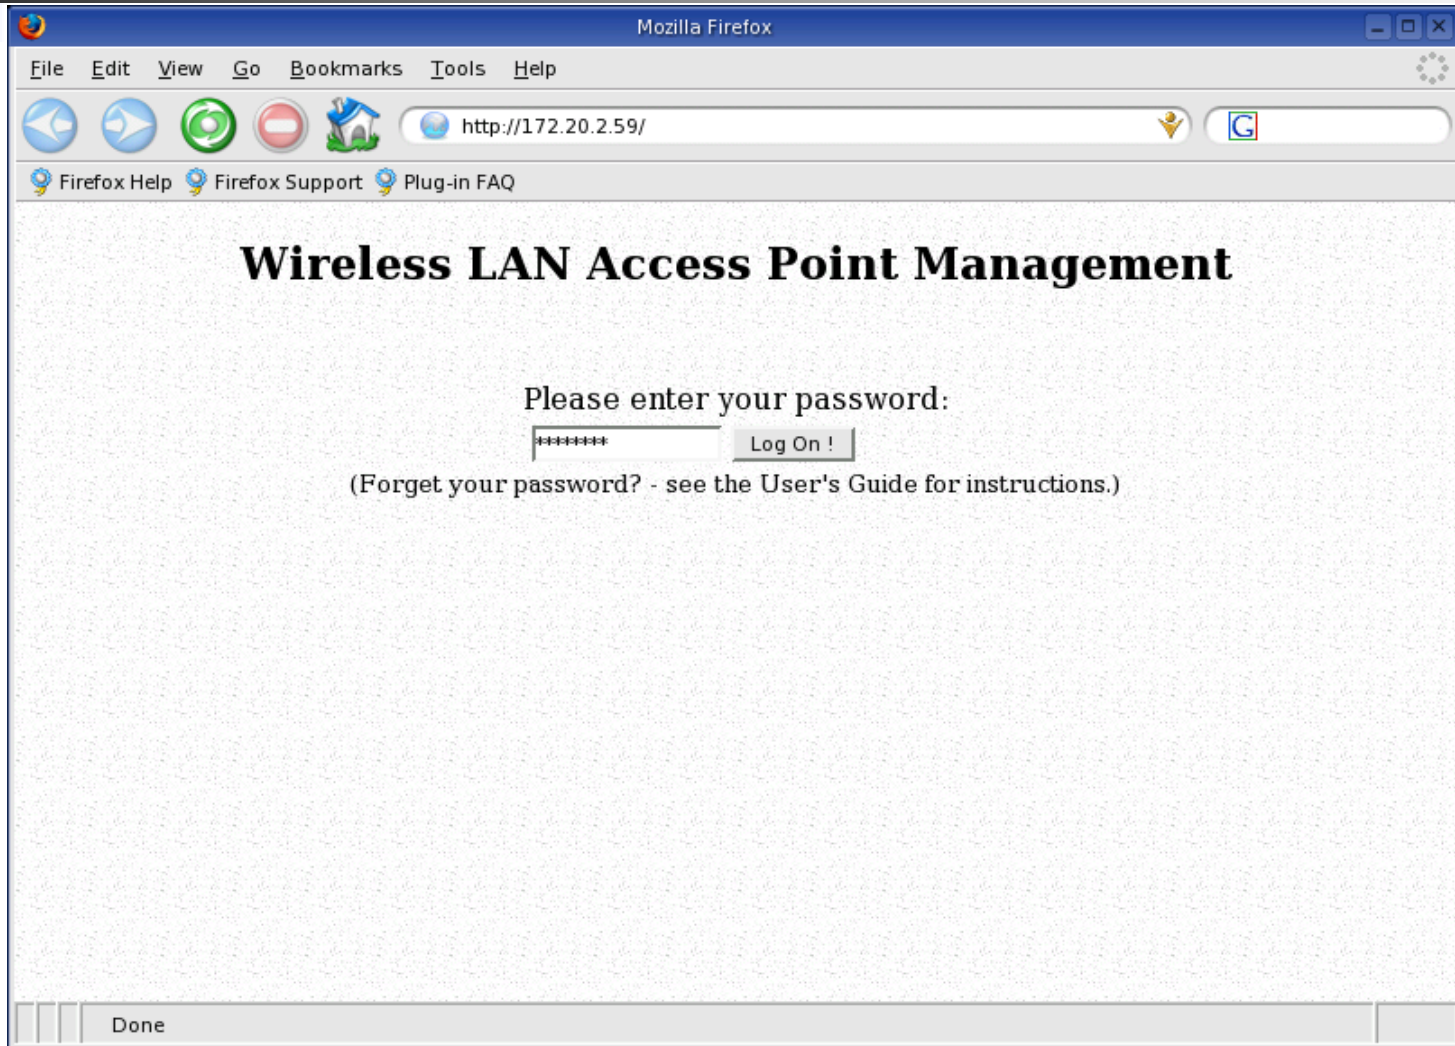 Mozilla Firefox
File Edit View Go Bookmarks Tools Help
http://172.20.2.59/ G
Firefox Help Firefox Support Plug-in FAQ
Wireless LAN Access Point Management
Please enter your password:
******** Log On !
(Forget your password? - see the User's Guide for instructions.)
Done